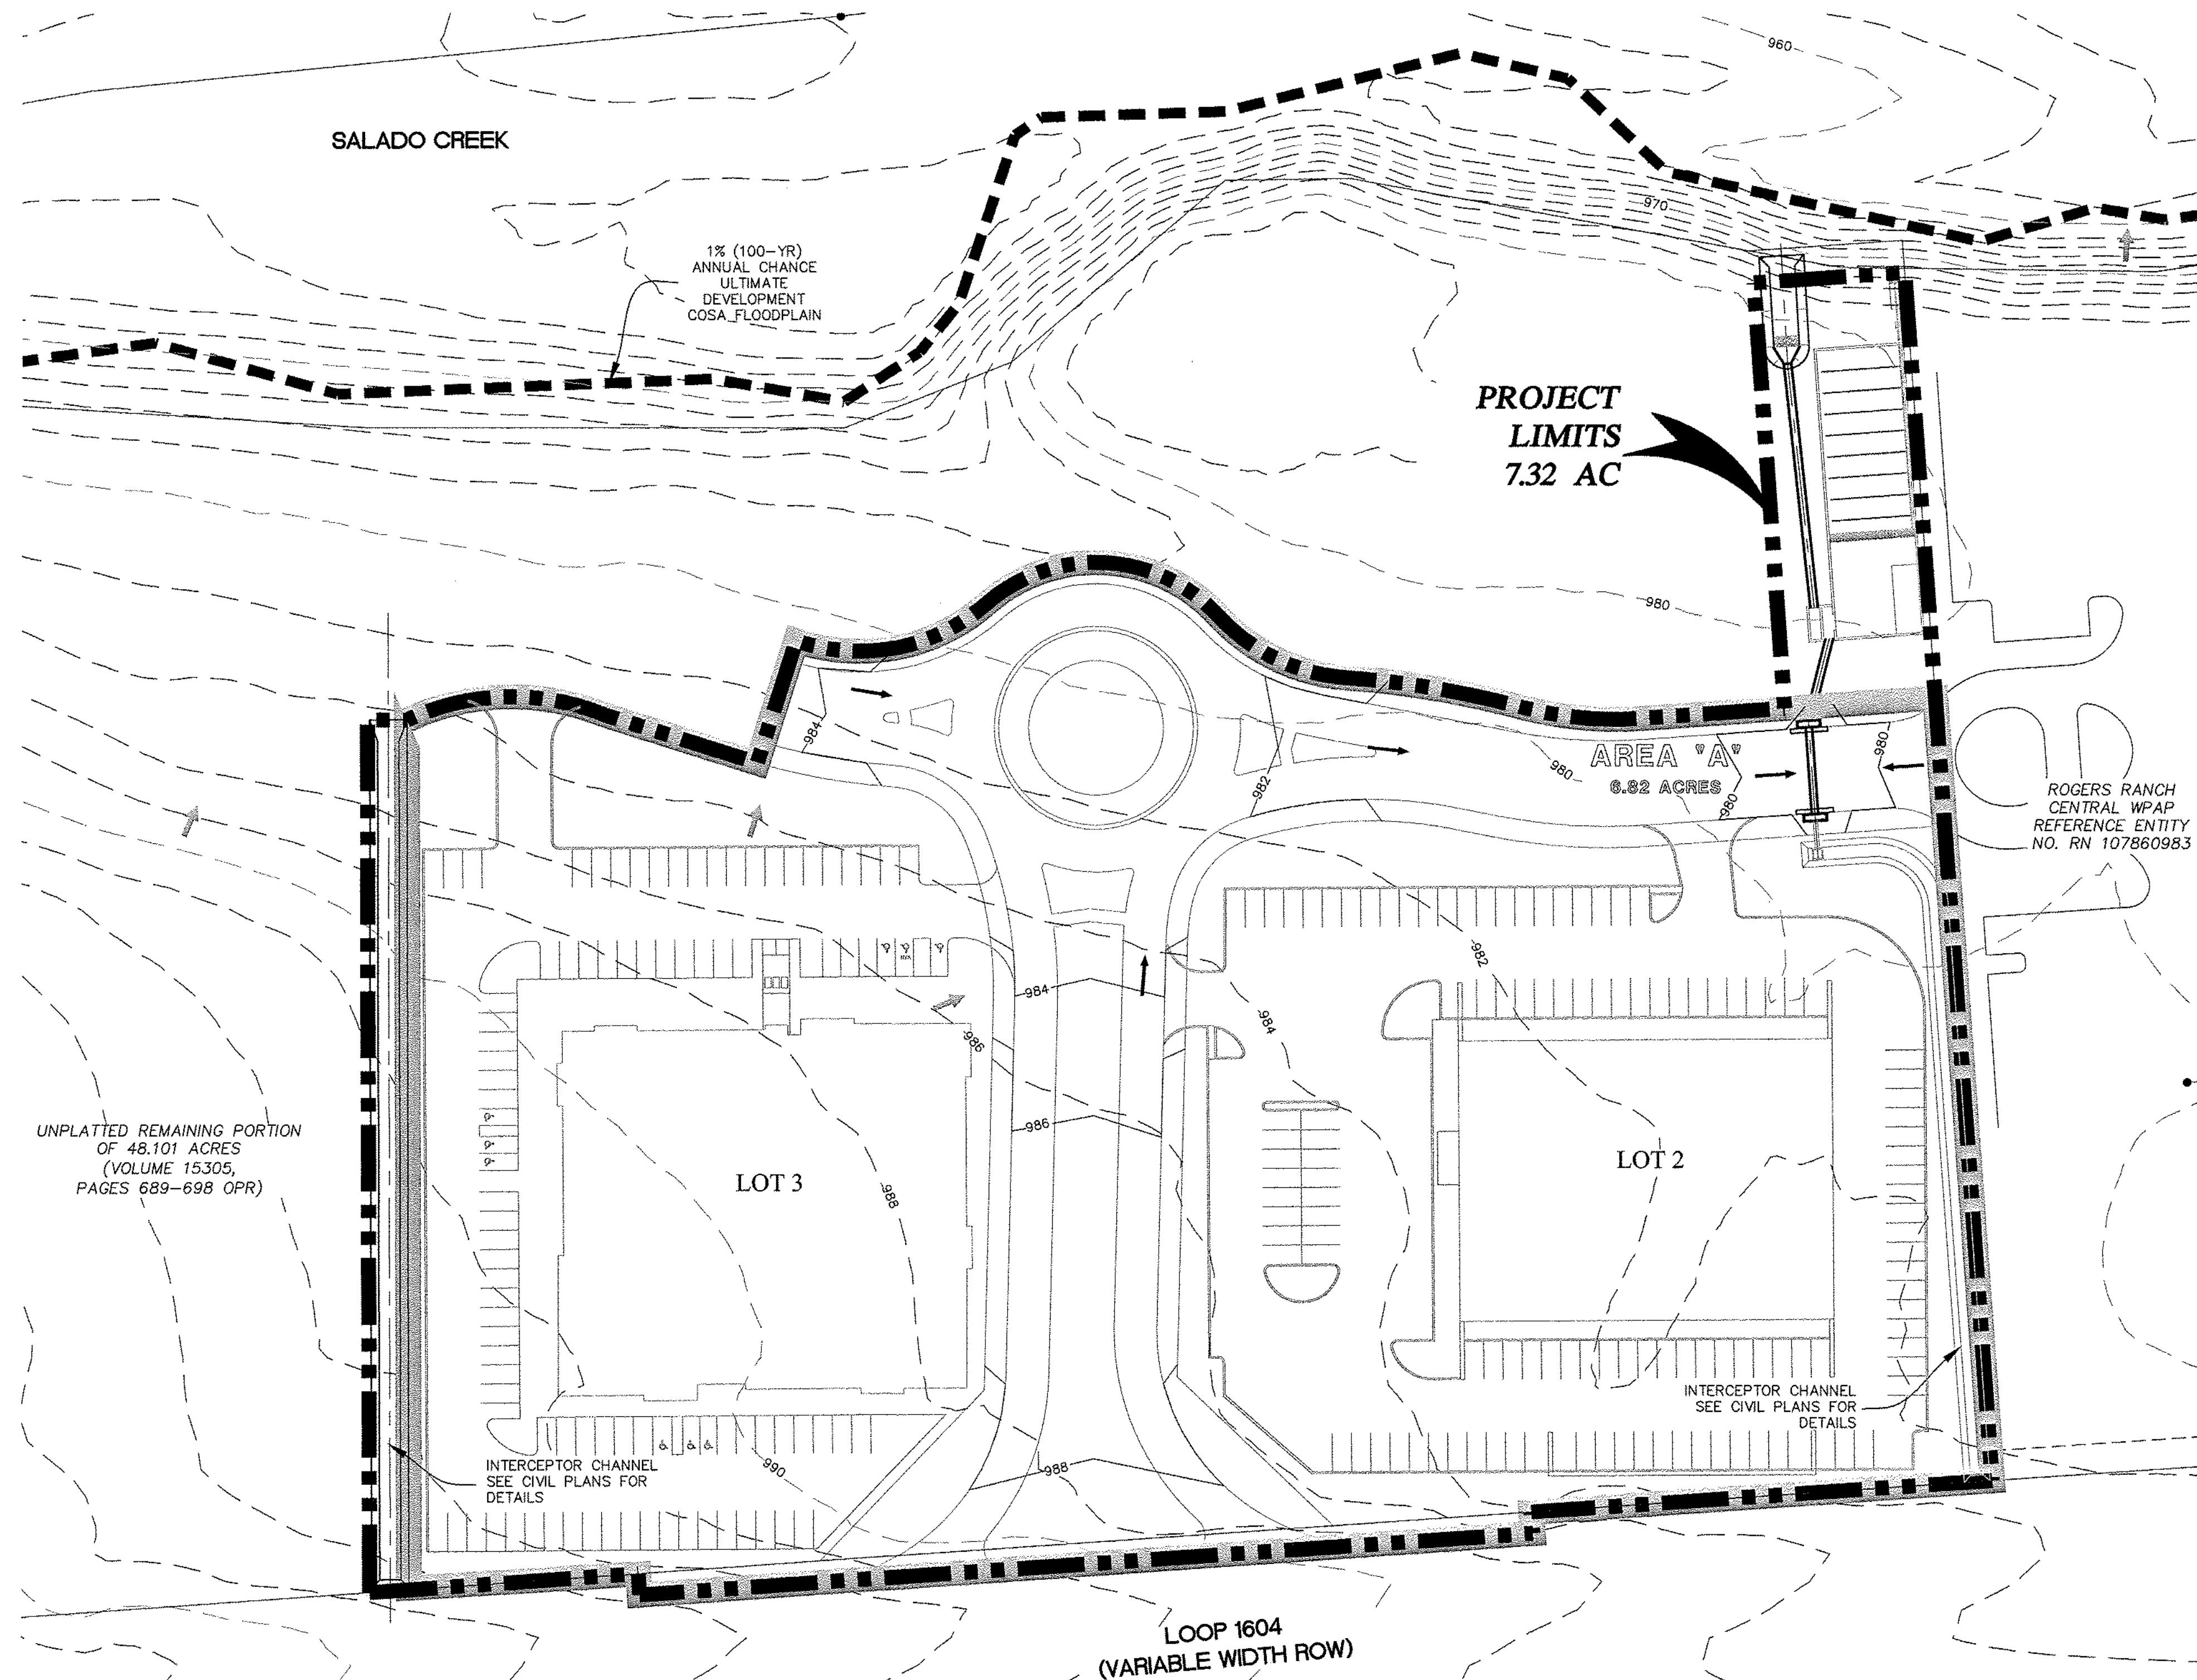 960
SALADO CREEK
970
1% (100-YR)
ANNUAL CHANCE
ULTIMATE
DEVELOPMENT
COSA FLOODPLAIN
PROJECT
LIMITS
7.32 AC
980
984
982
980
AREA "A"
6.82 ACRES
980
980
ROGERS RANCH
CENTRAL WPAP
REFERENCE ENTITY
NO. RN 107860983
982
984
984
986
986
UNPLATTED REMAINING PORTION
OF 48.101 ACRES
(VOLUME 15305,
PAGES 689-698 OPR)
LOT 3
988
LOT 2
INTERCEPTOR CHANNEL
SEE CIVIL PLANS FOR
DETAILS
INTERCEPTOR CHANNEL
SEE CIVIL PLANS FOR
DETAILS
990
988
LOOP 1604
(VARIABLE WIDTH ROW)